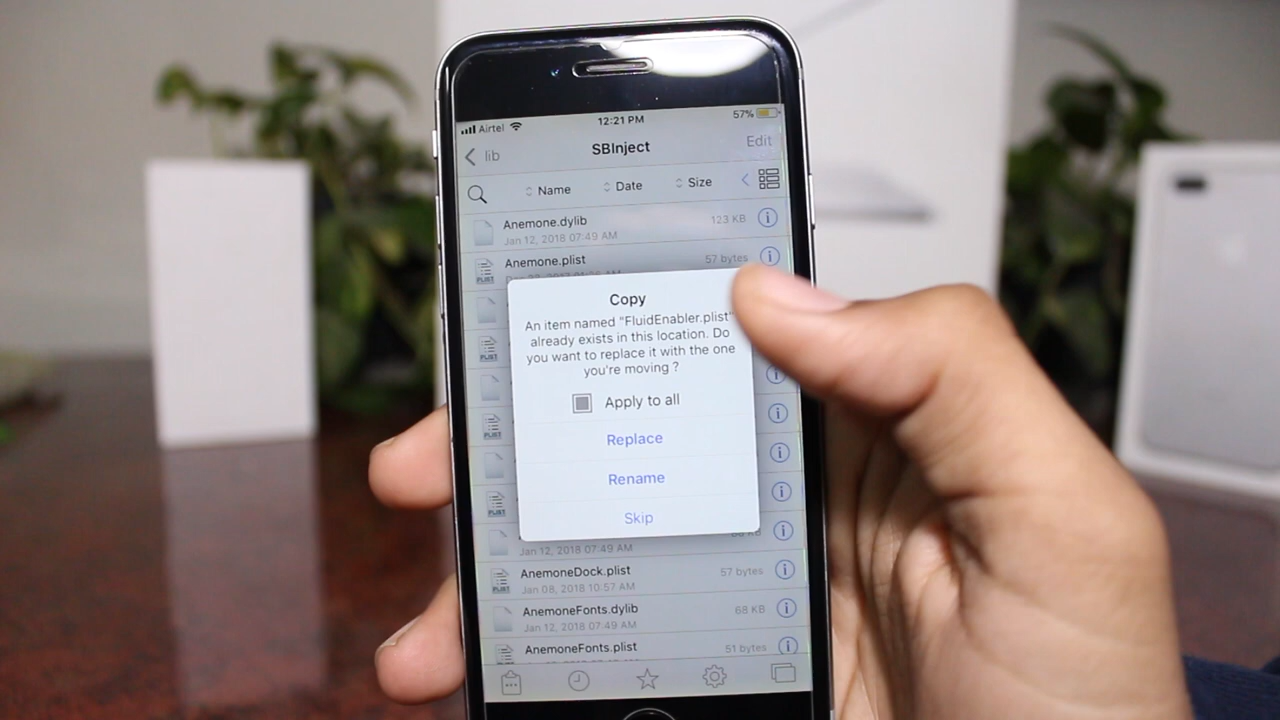 Airtel
12:21 PM
57%
lib
SBInject
Edit
Name
Date
Size
Anemone.dylib
123 KB
Jan 12, 2018 07:49 AM
Anemone.plist
57 bytes
Copy
An item named “FluidEnabler.plist”
already exists in this location. Do
you want to replace it with the one
you're moving ?
Apply to all
Replace
Rename
Skip
Jan 12, 2018 07:49 AM
KB
AnemoneDock.plist
57 bytes
Jan 08, 2018 10:57 AM
AnemoneFonts.dylib
68 KB
Jan 12, 2018 07:49 AM
AnemoneFonts.plist
51 bytes